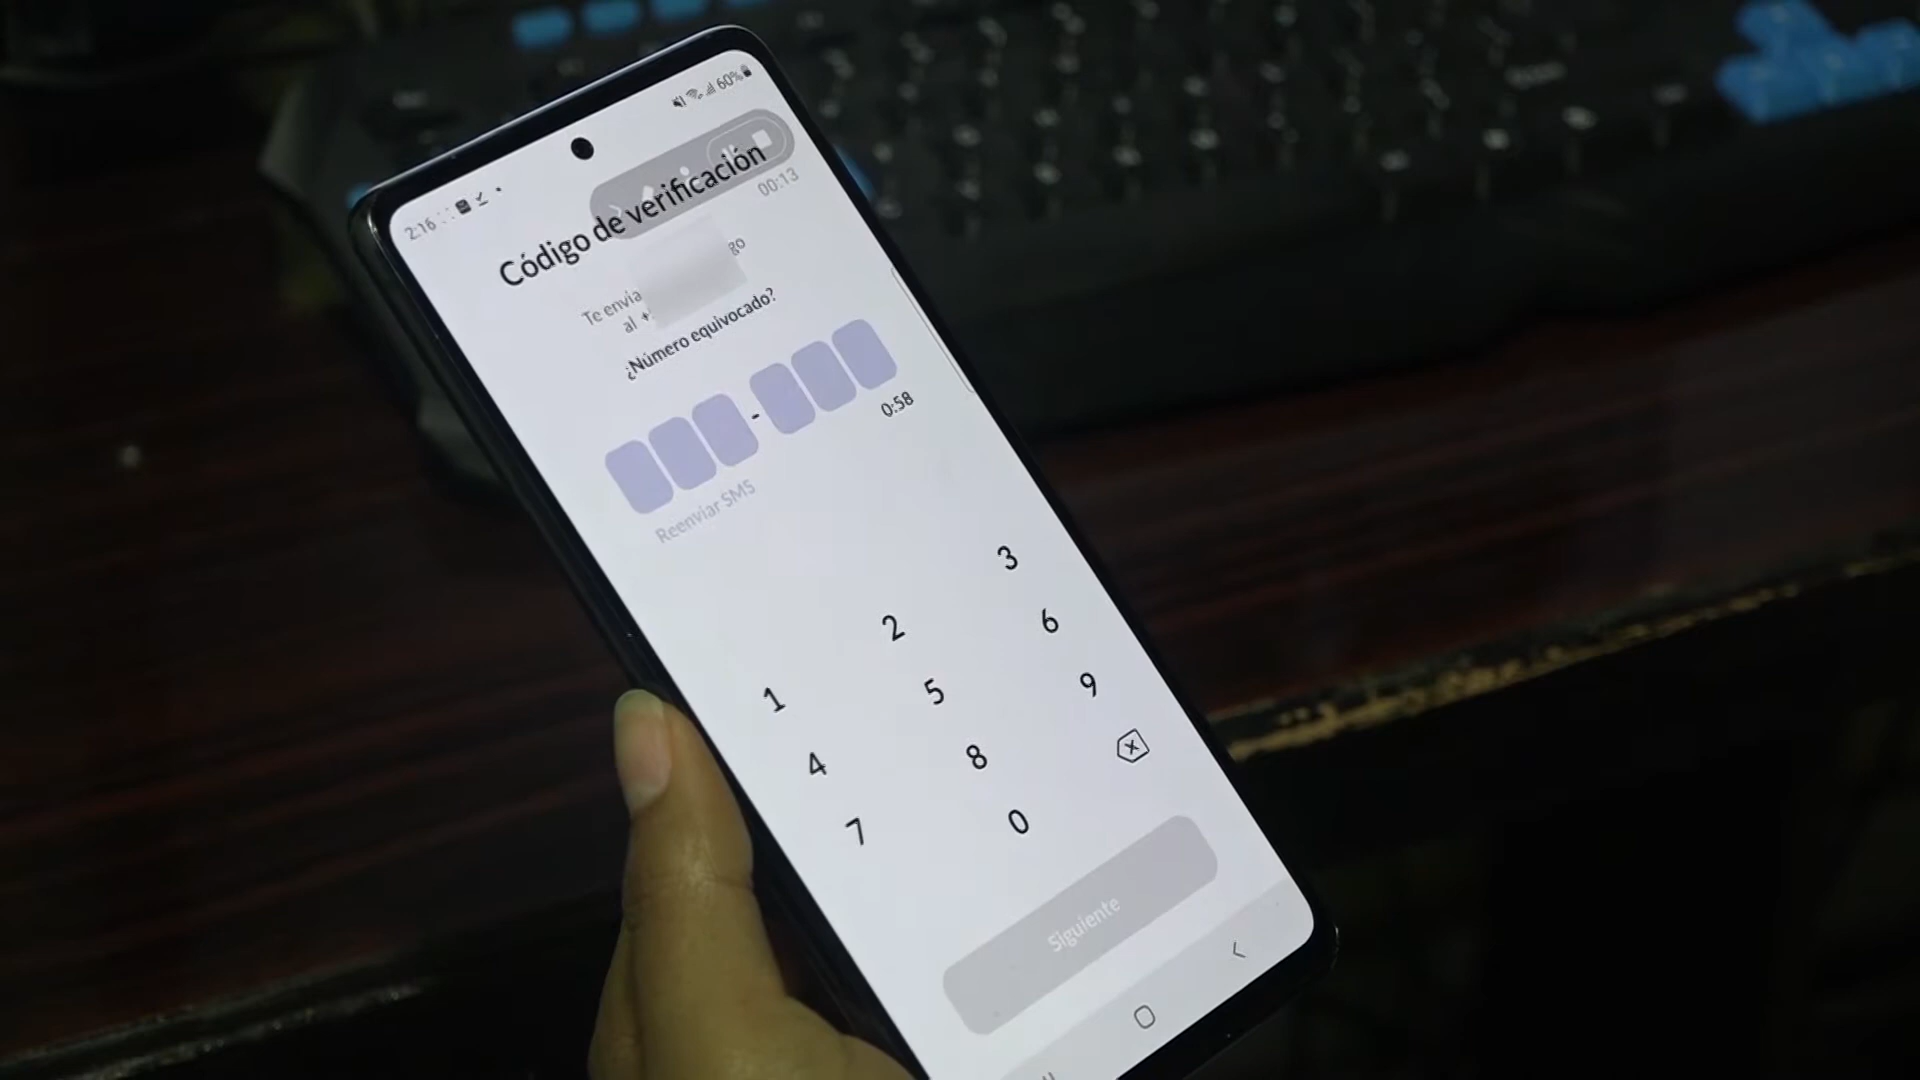 2:16
60%
Código de verificación
00:13
Te envia go
al +
¿Número equivocado?
-
0:58
Reenviar SMS
1 2 3
4 5 6
7 8 9
0
Siguiente